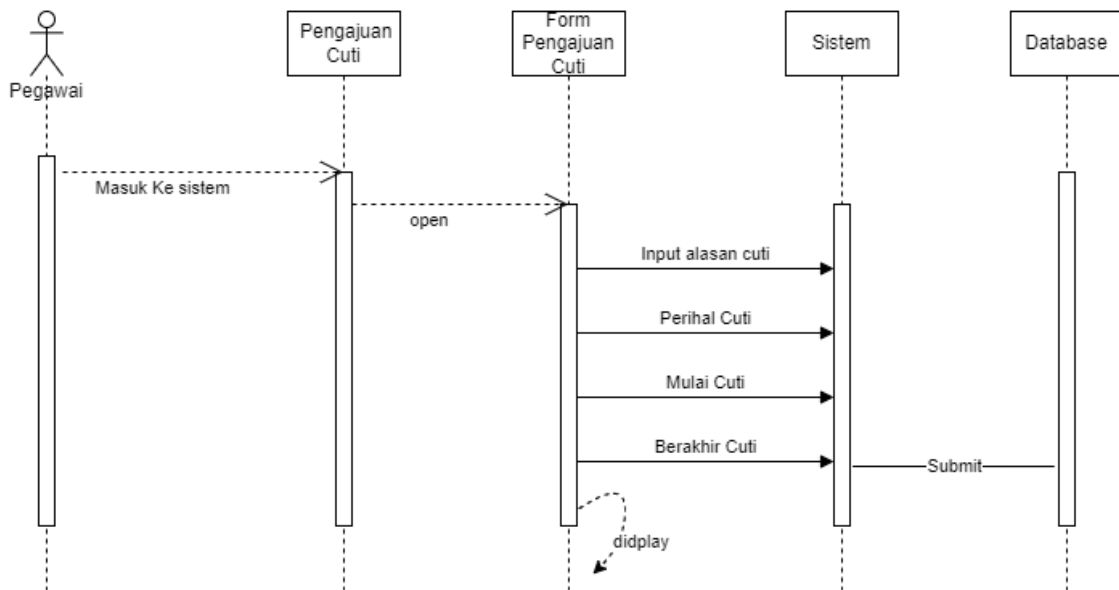 Pegawai
Pengajuan
Cuti
Form
Pengajuan
Cuti
Sistem
Database
Masuk Ke sistem
open
Input alasan cuti
Perihal Cuti
Mulai Cuti
Berakhir Cuti
Submit
didplay